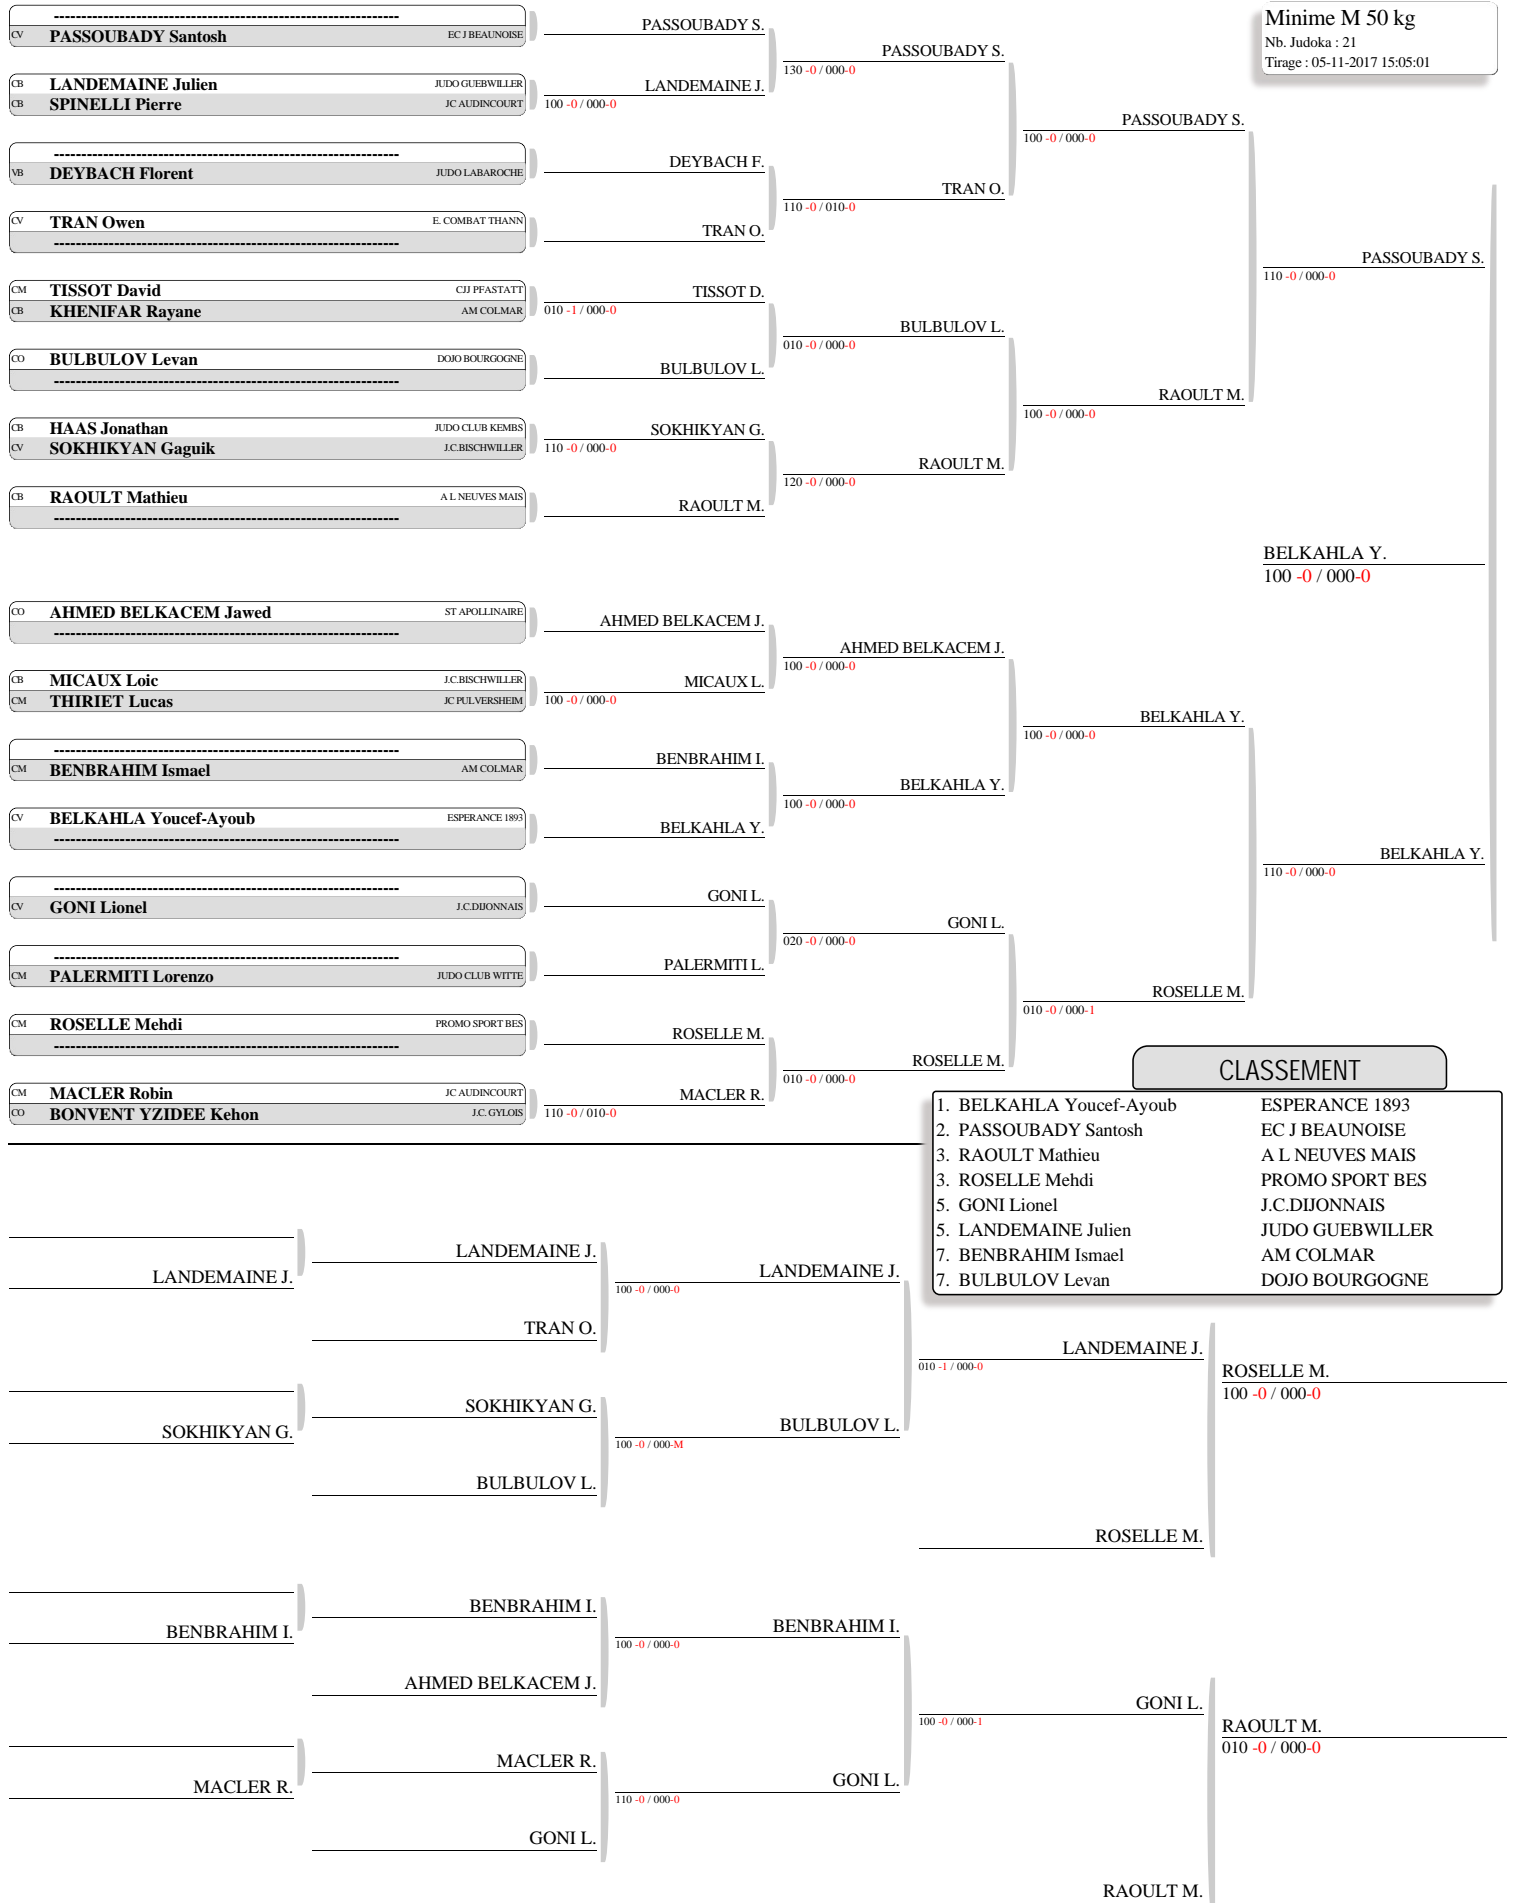 Minime M 50 kg
Nb. Judoka : 21
Tirage : 05-11-2017 15:05:01
------------------------------------------------------------
CV PASSOUBADY Santosh EC J BEAUNOISE
CB LANDEMAINE Julien JUDO GUEBWILLER
CB SPINELLI Pierre JC AUDINCOURT
------------------------------------------------------------
VB DEYBACH Florent JUDO LABAROCHE
CV TRAN Owen E. COMBAT THANN
------------------------------------------------------------
CM TISSOT David CJJ PFASTATT
CB KHENIFAR Rayane AM COLMAR
CO BULBULOV Levan DOJO BOURGOGNE
------------------------------------------------------------
CB HAAS Jonathan JUDO CLUB KEMBS
CV SOKHIKYAN Gaguik J.C.BISCHWILLER
CB RAOULT Mathieu A L NEUVES MAIS
------------------------------------------------------------
CO AHMED BELKACEM Jawed ST APOLLINAIRE
------------------------------------------------------------
CB MICAUX Loic J.C.BISCHWILLER
CM THIRIET Lucas JC PULVERSHEIM
------------------------------------------------------------
CM BENBRAHIM Ismael AM COLMAR
CV BELKAHLA Youcef-Ayoub ESPERANCE 1893
------------------------------------------------------------
------------------------------------------------------------
CV GONI Lionel J.C.DIJONNAIS
------------------------------------------------------------
CM PALERMITI Lorenzo JUDO CLUB WITTE
CM ROSELLE Mehdi PROMO SPORT BES
------------------------------------------------------------
CM MACLER Robin JC AUDINCOURT
CO BONVENT YZIDEE Kehon J.C. GYLOIS
PASSOUBADY S.
LANDEMAINE J.
100 -0 / 000-0
DEYBACH F.
TRAN O.
TISSOT D.
010 -1 / 000-0
BULBULOV L.
SOKHIKYAN G.
110 -0 / 000-0
RAOULT M.
AHMED BELKACEM J.
MICAUX L.
100 -0 / 000-0
BENBRAHIM I.
BELKAHLA Y.
GONI L.
PALERMITI L.
ROSELLE M.
MACLER R.
110 -0 / 010-0
PASSOUBADY S.
130 -0 / 000-0
TRAN O.
110 -0 / 010-0
BULBULOV L.
010 -0 / 000-0
RAOULT M.
120 -0 / 000-0
AHMED BELKACEM J.
100 -0 / 000-0
BELKAHLA Y.
100 -0 / 000-0
GONI L.
020 -0 / 000-0
ROSELLE M.
010 -0 / 000-0
PASSOUBADY S.
100 -0 / 000-0
RAOULT M.
100 -0 / 000-0
BELKAHLA Y.
100 -0 / 000-0
ROSELLE M.
010 -0 / 000-1
PASSOUBADY S.
110 -0 / 000-0
BELKAHLA Y.
110 -0 / 000-0
BELKAHLA Y.
100 -0 / 000-0
CLASSEMENT
1. BELKAHLA Youcef-Ayoub ESPERANCE 1893
2. PASSOUBADY Santosh EC J BEAUNOISE
3. RAOULT Mathieu A L NEUVES MAIS
3. ROSELLE Mehdi PROMO SPORT BES
5. GONI Lionel J.C.DIJONNAIS
5. LANDEMAINE Julien JUDO GUEBWILLER
7. BENBRAHIM Ismael AM COLMAR
7. BULBULOV Levan DOJO BOURGOGNE
LANDEMAINE J.
SOKHIKYAN G.
BENBRAHIM I.
MACLER R.
LANDEMAINE J.
TRAN O.
SOKHIKYAN G.
BULBULOV L.
BENBRAHIM I.
AHMED BELKACEM J.
MACLER R.
GONI L.
LANDEMAINE J.
100 -0 / 000-0
BULBULOV L.
100 -0 / 000-M
BENBRAHIM I.
100 -0 / 000-0
GONI L.
110 -0 / 000-0
LANDEMAINE J.
010 -1 / 000-0
ROSELLE M.
GONI L.
100 -0 / 000-1
RAOULT M.
ROSELLE M.
100 -0 / 000-0
RAOULT M.
010 -0 / 000-0